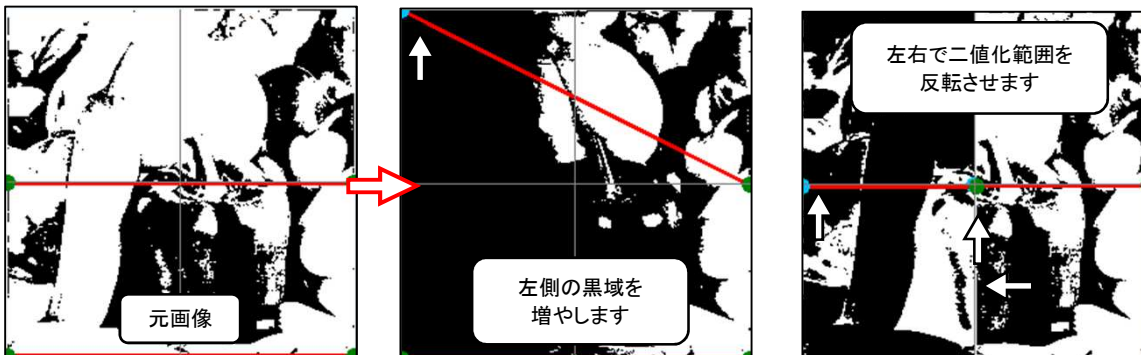 元画像
左側の黒域を
増やします
左右で二値化範囲を
反転させます